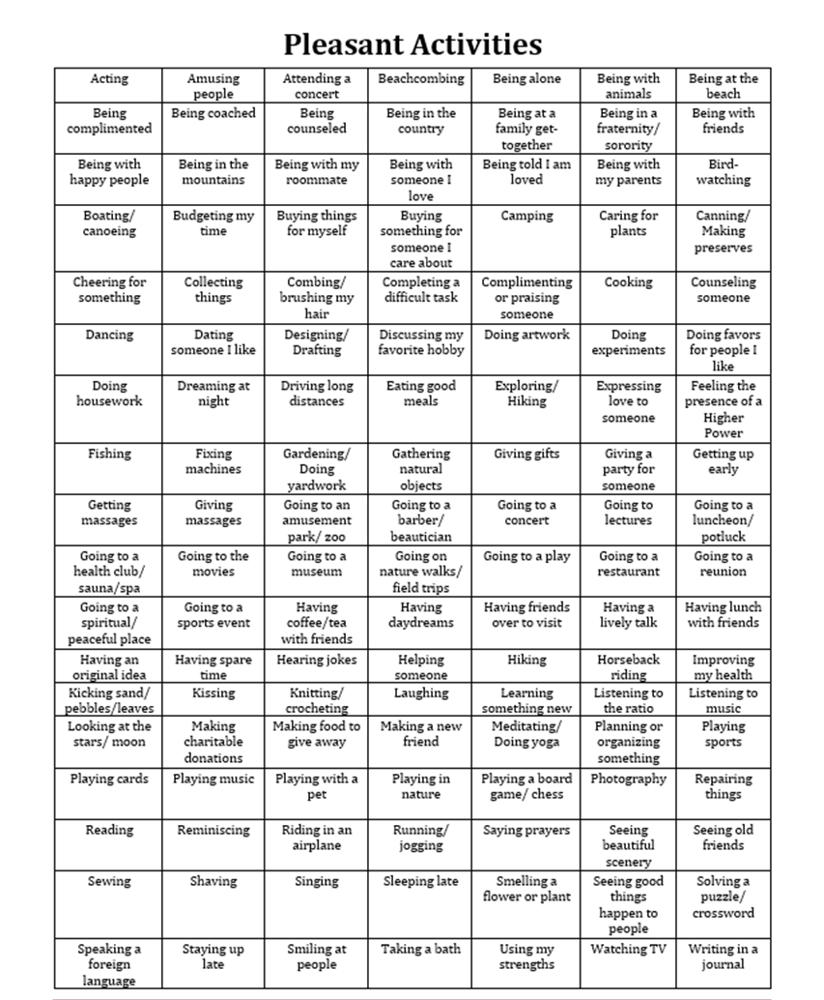 Pleasant Activities
Acting
Amusing
people
Attending a
concert
Beachcombing
Being alone
Being with
animals
Being at the
beach
Being
complimented
Being coached
Being
counseled
Being in the
country
Being at a
family get-
together
Being in a
fraternity/
sorority
Being with
friends
Being with
happy people
Being in the
mountains
Being with my
roommate
Being with
someone I
love
Being told I am
loved
Being with
my parents
Bird-
watching
Boating/
canoeing
Budgeting my
time
Buying things
for myself
Buying
something for
someone I
care about
Camping
Caring for
plants
Canning/
Making
preserves
Cheering for
something
Collecting
things
Combing/
brushing my
hair
Completing a
difficult task
Complimenting
or praising
someone
Cooking
Counseling
someone
Dancing
Dating
someone I like
Designing/
Drafting
Discussing my
favorite hobby
Doing artwork
Doing
experiments
Doing favors
for people I
like
Doing
housework
Dreaming at
night
Driving long
distances
Eating good
meals
Exploring/
Hiking
Expressing
love to
someone
Feeling the
presence of a
Higher
Power
Fishing
Fixing
machines
Gardening/
Doing
yardwork
Gathering
natural
objects
Giving gifts
Giving a
party for
someone
Getting up
early
Getting
massages
Giving
massages
Going to an
amusement
park/ zoo
Going to a
barber/
beautician
Going to a
concert
Going to
lectures
Going to a
luncheon/
potluck
Going to a
health club/
sauna/spa
Going to the
movies
Going to a
museum
Going on
nature walks/
field trips
Going to a play
Going to a
restaurant
Going to a
reunion
Going to a
spiritual/
peaceful place
Going to a
sports event
Having
coffee/tea
with friends
Having
daydreams
Having friends
over to visit
Having a
lively talk
Having lunch
with friends
Having an
original idea
Having spare
time
Hearing jokes
Helping
someone
Hiking
Horseback
riding
Improving
my health
Kicking sand/
pebbles/leaves
Kissing
Knitting/
crocheting
Laughing
Learning
something new
Listening to
the ratio
Listening to
music
Looking at the
stars/ moon
Making
charitable
donations
Making food to
give away
Making a new
friend
Meditating/
Doing yoga
Planning or
organizing
something
Playing
sports
Playing cards
Playing music
Playing with a
pet
Playing in
nature
Playing a board
game/ chess
Photography
Repairing
things
Reading
Reminiscing
Riding in an
airplane
Running/
jogging
Saying prayers
Seeing
beautiful
scenery
Seeing old
friends
Sewing
Shaving
Singing
Sleeping late
Smelling a
flower or plant
Seeing good
things
happen to
people
Solving a
puzzle/
crossword
Speaking a
foreign
language
Staying up
late
Smiling at
people
Taking a bath
Using my
strengths
Watching TV
Writing in a
journal